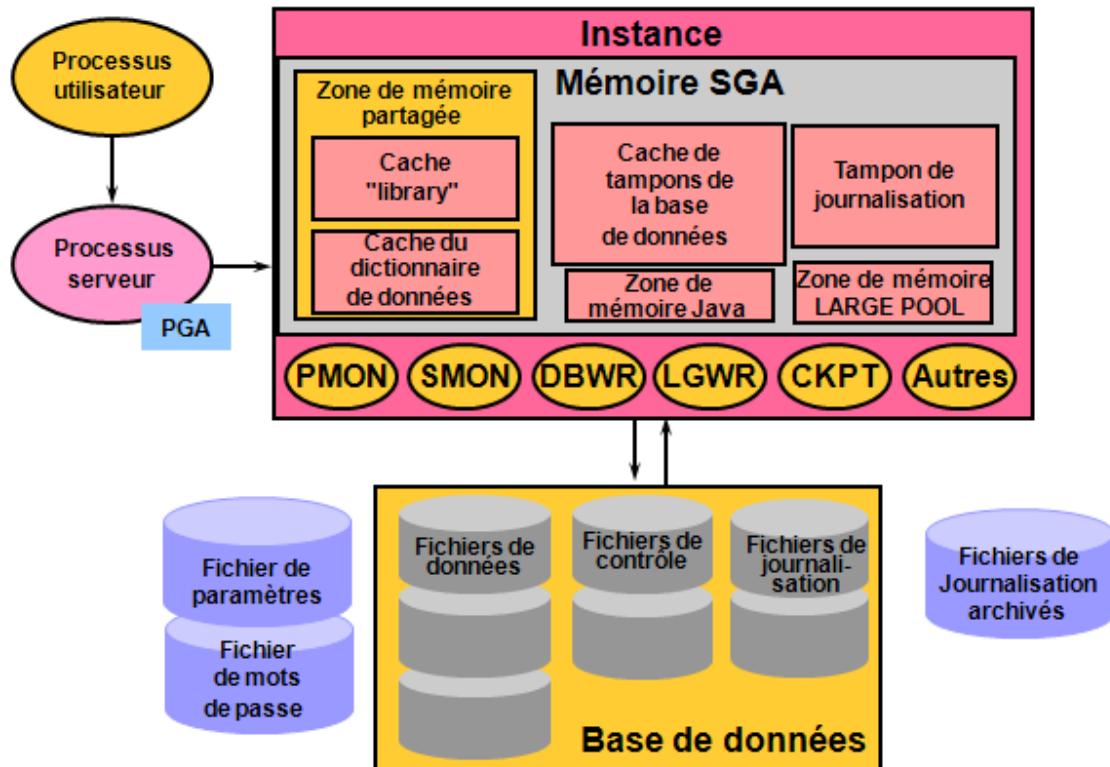 Instance
Processus
utilisateur
Mémoire SGA
Zone de mémoire
partagée
Cache
"library"
Cache du
dictionnaire
de données
Cache de
tampons de
la base
de données
Tampon de
journalisation
Zone de
mémoire Java
Zone de mémoire
LARGE POOL
Processus
serveur
PGA
PMON
SMON
DBWR
LGWR
CKPT
Autres
Fichier de
paramètres
Fichier
de mots
de passe
Fichiers de
données
Fichiers de
contrôle
Fichiers de
journali-
sation
Base de données
Fichiers de
Journalisation
archivés